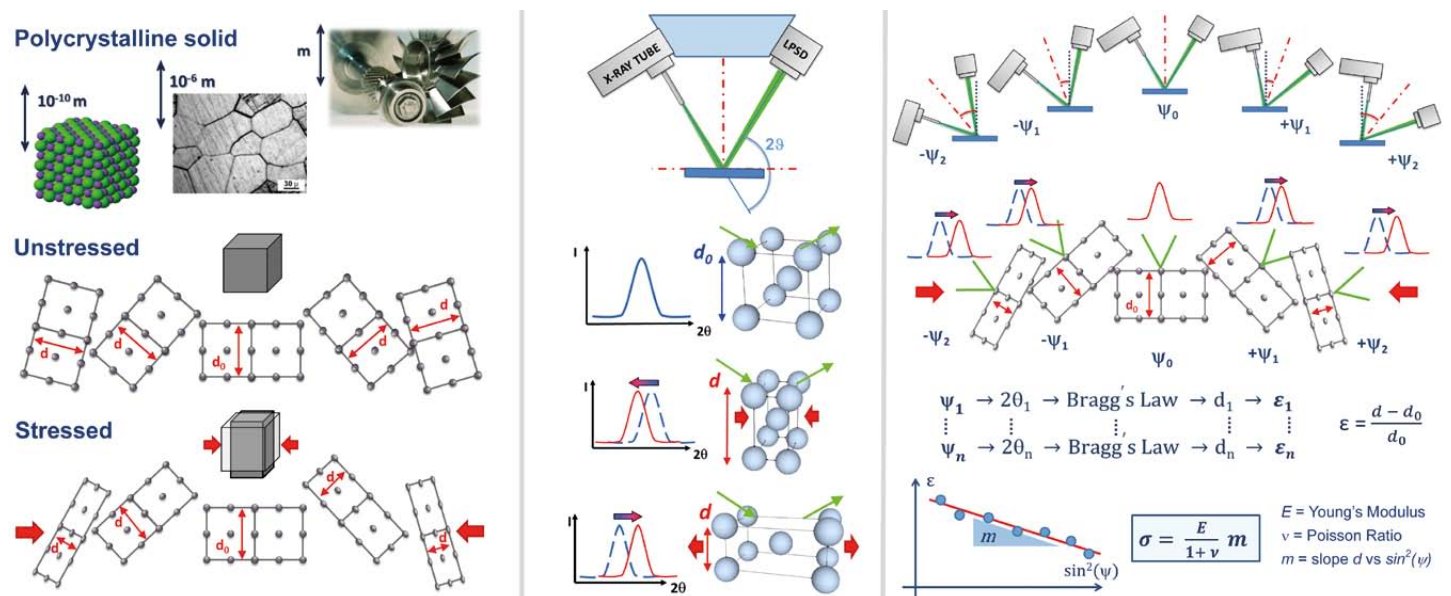 Polycrystalline solid
m
10⁻⁶ m
10⁻¹⁰ m
30 μ
Unstressed
d
d
d₀
d
d
Stressed
d
d
d₀
d
d
X-RAY TUBE
LPSD
2ϑ
I
2θ
d₀
I
2θ
d
I
2θ
d
-ψ₂
-ψ₁
ψ₀
+ψ₁
+ψ₂
d₀
-ψ₂
-ψ₁
ψ₀
+ψ₁
+ψ₂
ψ₁ → 2θ₁ → Bragg's Law → d₁ → ε₁
ψₙ → 2θₙ → Bragg's Law → dₙ → εₙ
ε = (d – d₀)/d₀
ε
m
sin²(ψ)
σ = E/(1 + ν) m
E = Young's Modulus
ν = Poisson Ratio
m = slope d vs sin²(ψ)